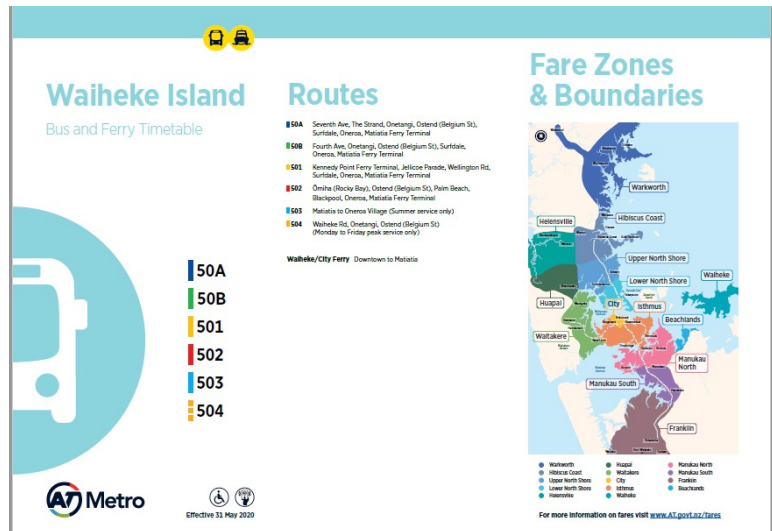 Waiheke Island
Bus and Ferry Timetable
50A
50B
501
502
503
504
AT Metro
Effective 31 May 2020
Routes
50A Seventh Ave, The Strand, Onetangi, Ostend (Belgium St),
Surfdale, Oneroa, Matiatia Ferry Terminal
50B Fourth Ave, Onetangi, Ostend (Belgium St), Surfdale,
Oneroa, Matiatia Ferry Terminal
501 Kennedy Point Ferry Terminal, Jellicoe Parade, Wellington Rd,
Surfdale, Oneroa, Matiatia Ferry Terminal
502 Ōmiha (Rocky Bay), Ostend (Belgium St), Palm Beach,
Blackpool, Oneroa, Matiatia Ferry Terminal
503 Matiatia to Oneroa Village (Summer service only)
504 Waiheke Rd, Onetangi, Ostend (Belgium St)
(Monday to Friday peak service only)
Waiheke/City Ferry Downtown to Matiatia
Fare Zones
& Boundaries
Warkworth
Hibiscus Coast
Helensville
Upper North Shore
Lower North Shore
Waiheke
Huapai
City
Isthmus
Beachlands
Waitakere
Manukau
North
Manukau South
Franklin
Warkworth
Hibiscus Coast
Upper North Shore
Lower North Shore
Helensville
Huapai
Waitakere
City
Isthmus
Waiheke
Manukau North
Manukau South
Franklin
Beachlands
For more information on fares visit www.AT.govt.nz/fares